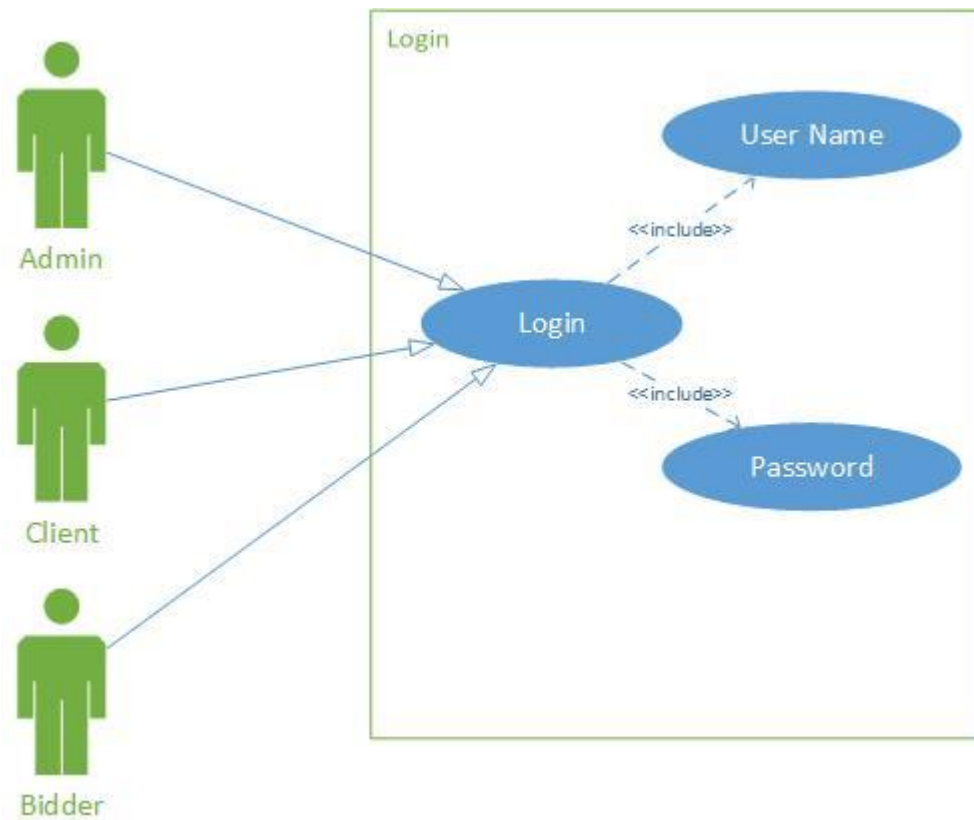 Login
User Name
<<include>>
Admin
Login
<<include>>
Password
Client
Bidder